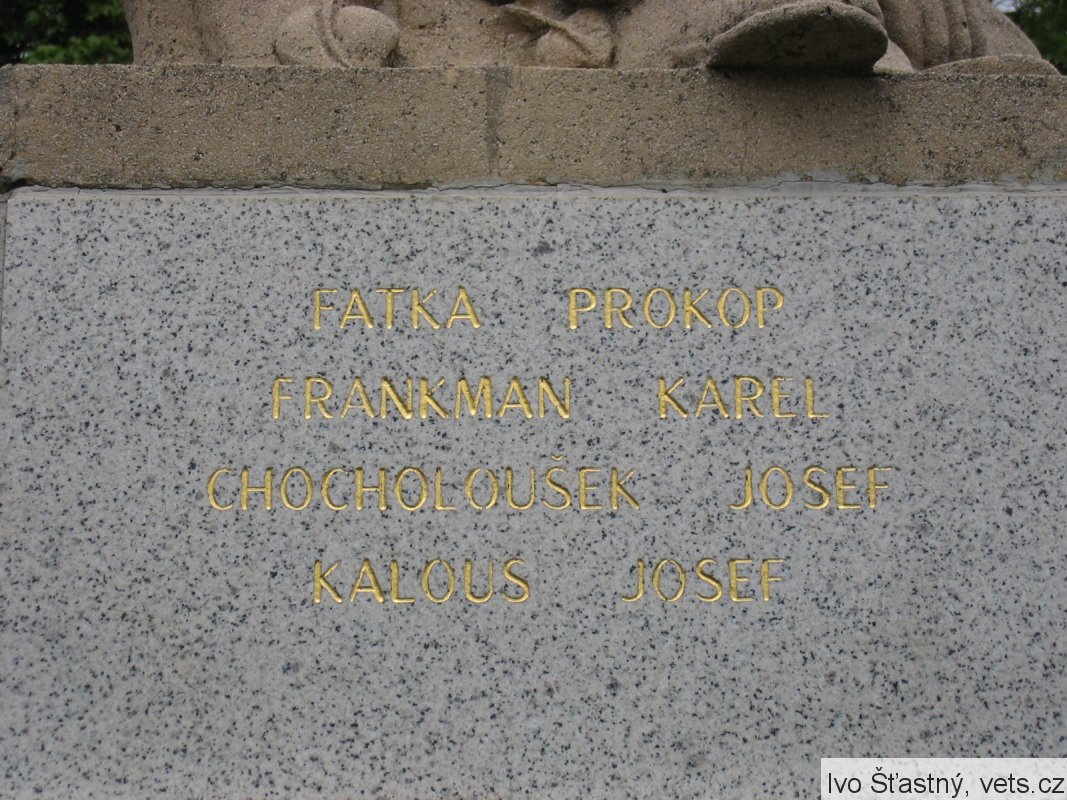 FATKA PROKOP
FRANKMAN KAREL
CHOCHOLOUŠEK JOSEF
KALOUS JOSEF
Ivo Šťastný, vets.cz